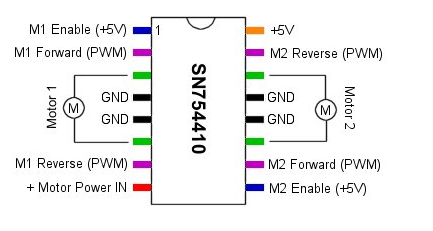 M1 Enable (+5V)
1
+5V
M1 Forward (PWM)
M2 Reverse (PWM)
Motor 1
M
GND
GND
SN754410
GND
GND
M
Motor 2
M1 Reverse (PWM)
M2 Forward (PWM)
+ Motor Power IN
M2 Enable (+5V)